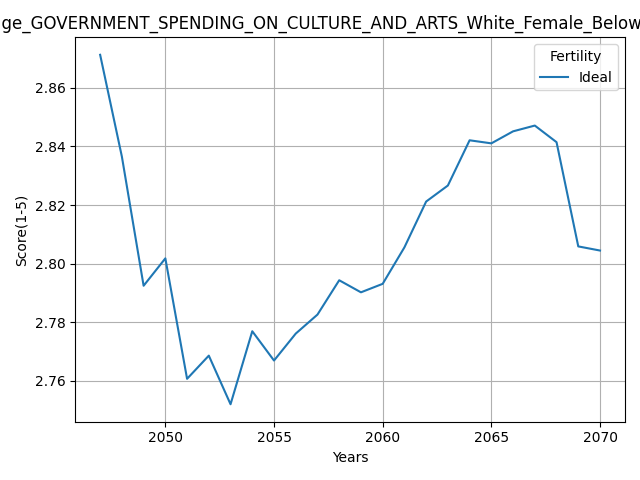 ge_GOVERNMENT_SPENDING_ON_CULTURE_AND_ARTS_White_Female_Below
Fertility
Ideal
Score(1-5)
2.86
2.84
2.82
2.80
2.78
2.76
2050 2055 2060 2065 2070
Years